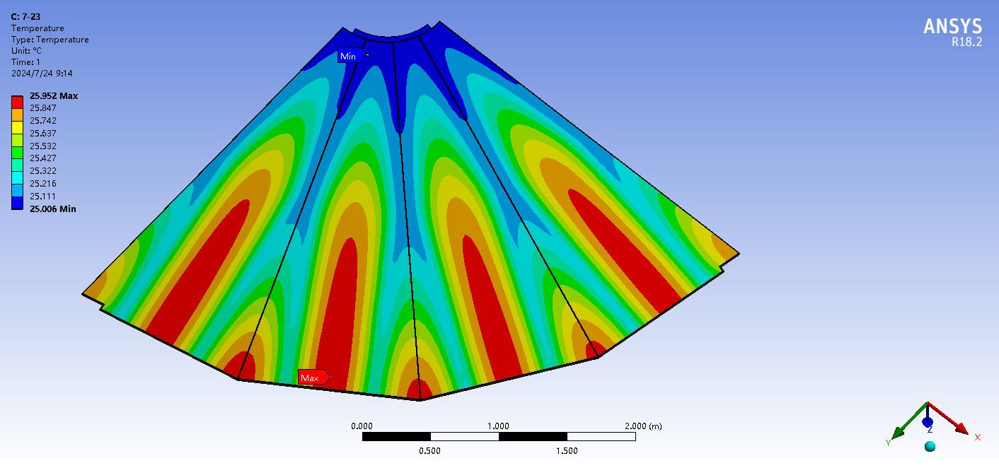 C: 7-23
Temperature
Type: Temperature
Unit: °C
Time: 1
2024/7/24 9:14
25.952 Max
25.847
25.742
25.637
25.532
25.427
25.322
25.216
25.111
25.006 Min
Min
Max
ANSYS
R18.2
0.000 1.000 2.000 (m)
0.500 1.500
Y Z X